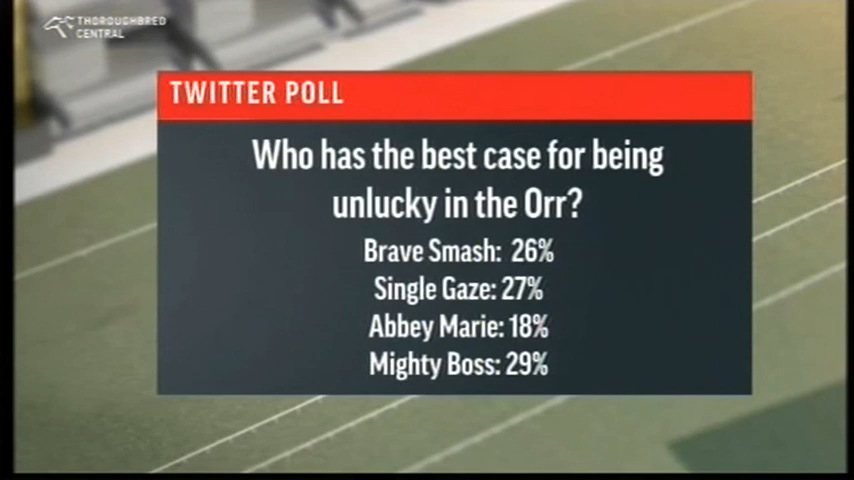 THOROUGHBRED
CENTRAL
TWITTER POLL
Who has the best case for being
unlucky in the Orr?
Brave Smash: 26%
Single Gaze: 27%
Abbey Marie: 18%
Mighty Boss: 29%